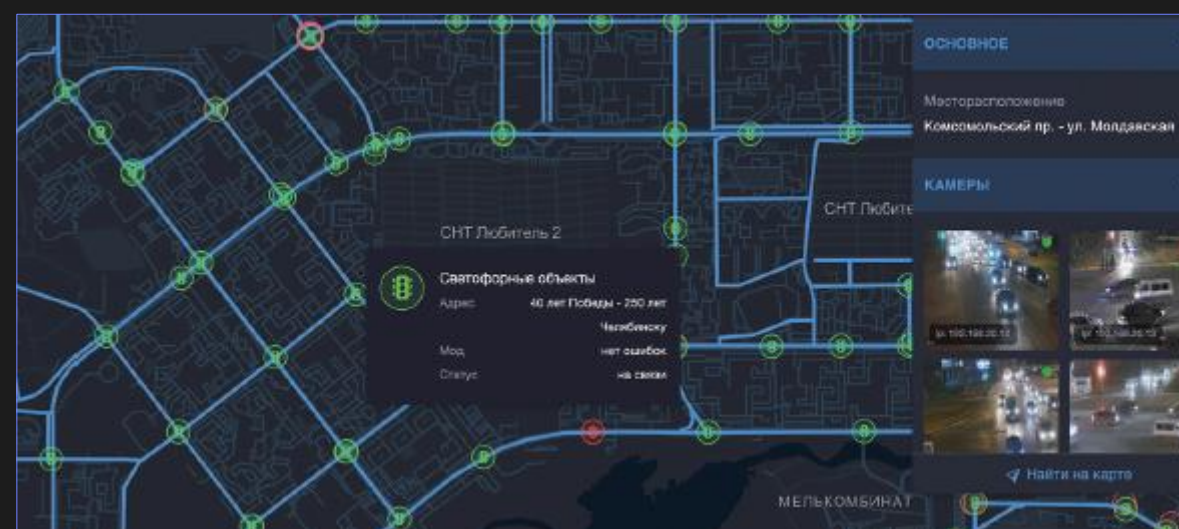 ОСНОВНОЕ
Месторасположение
Комсомольский пр. - ул. Молдавская
КАМЕРЫ
СНТ Любите
СНТ Любитель 2
Светофорные объекты
Адрес 40 лет Победы - 250 лет
Челябинску
Мод нет ошибок
Статус на связи
Найти на карте
МЕЛЬКОМБИНАТ